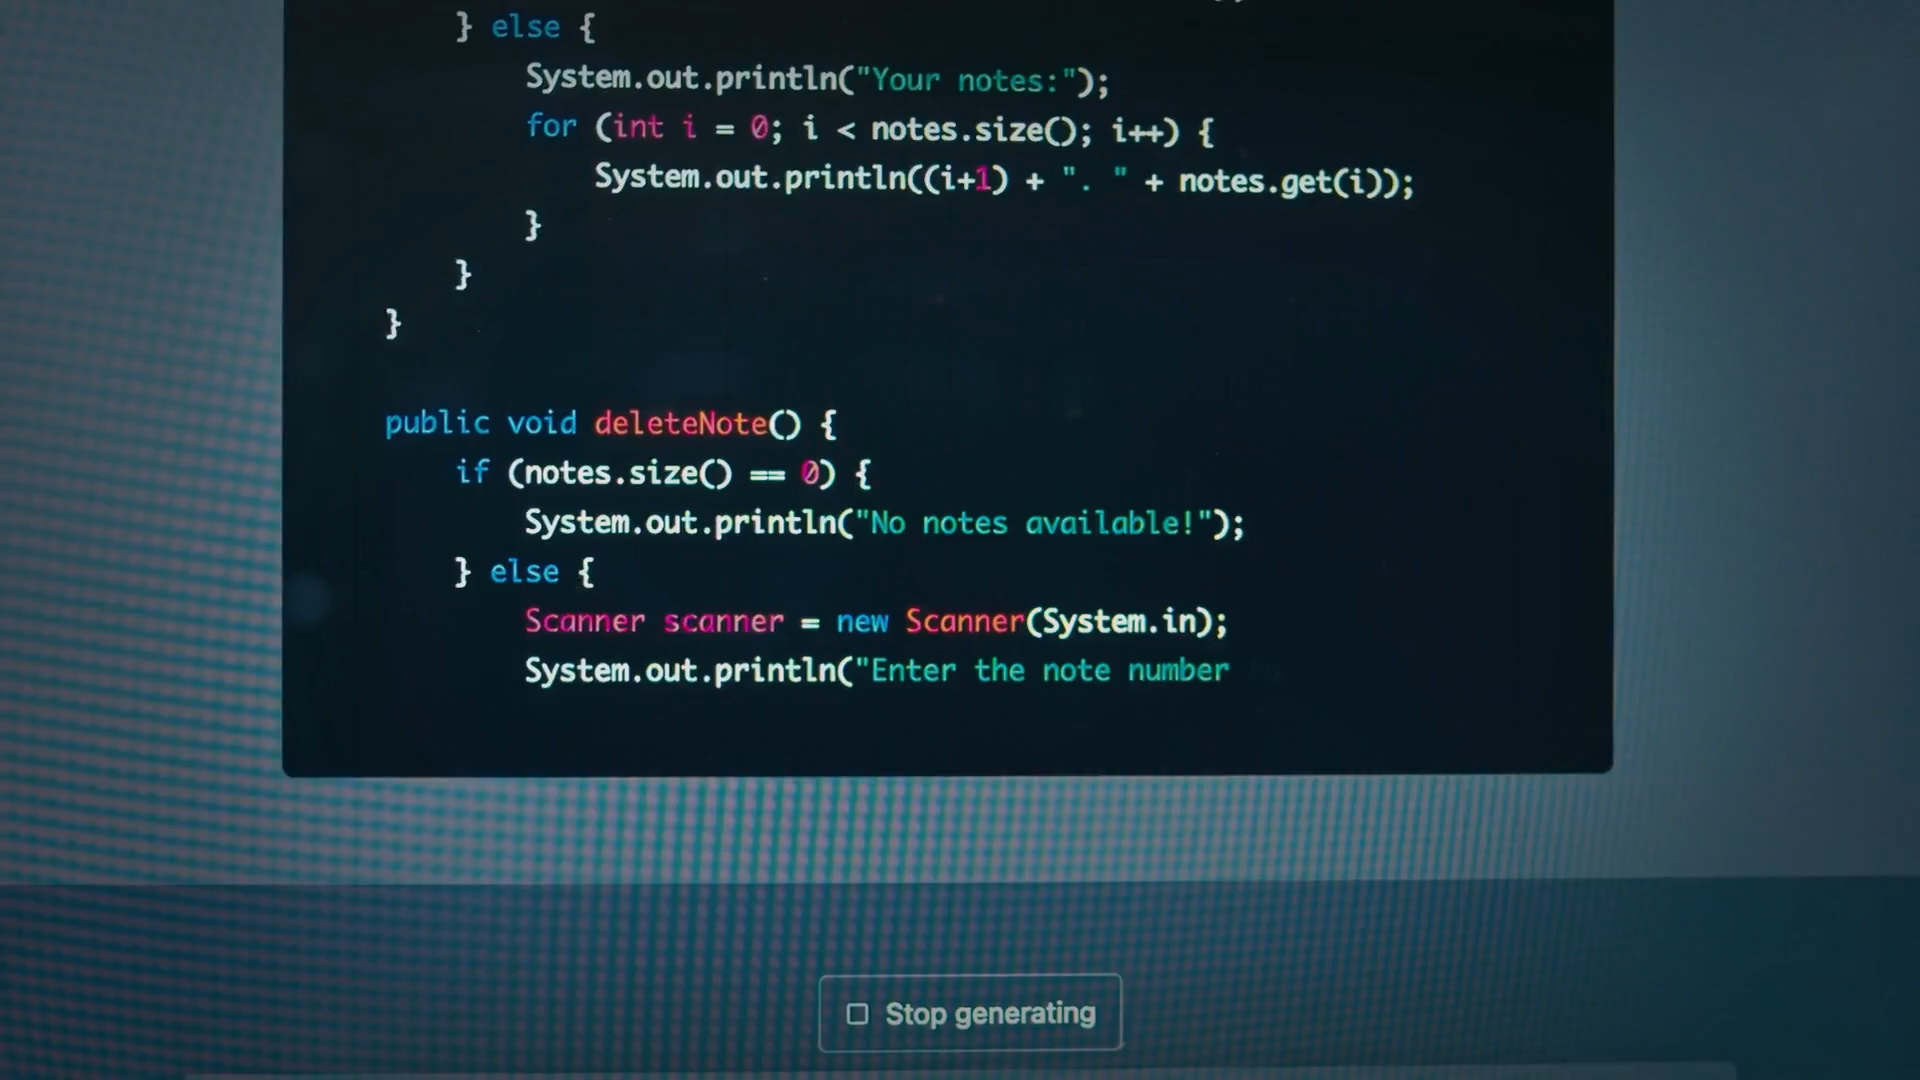 } else {
System.out.println("Your notes:");
for (int i = 0; i < notes.size(); i++) {
System.out.println((i+1) + ". " + notes.get(i));
}
}
}
public void deleteNote() {
if (notes.size() == 0) {
System.out.println("No notes available!");
} else {
Scanner scanner = new Scanner(System.in);
System.out.println("Enter the note number
Stop generating